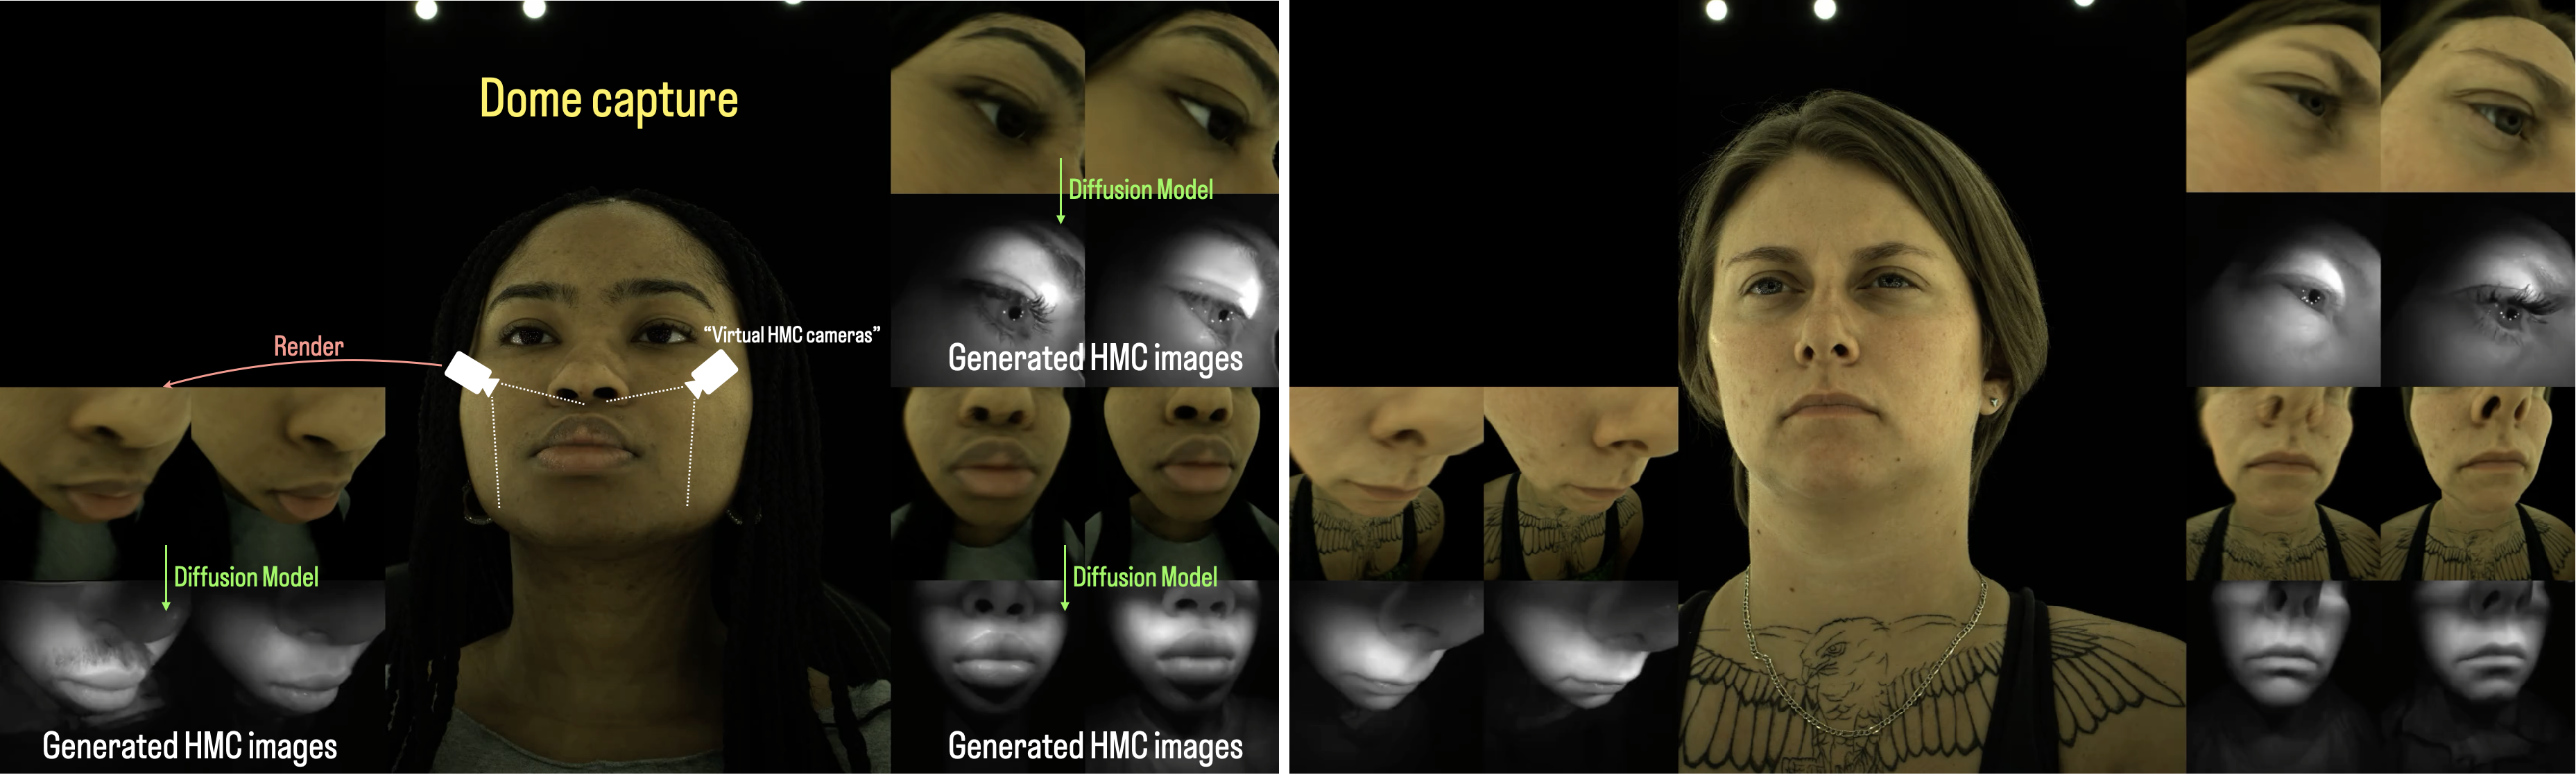 Dome capture
Diffusion Model
"Virtual HMC cameras"
Render
Generated HMC images
Diffusion Model
Diffusion Model
Generated HMC images
Generated HMC images